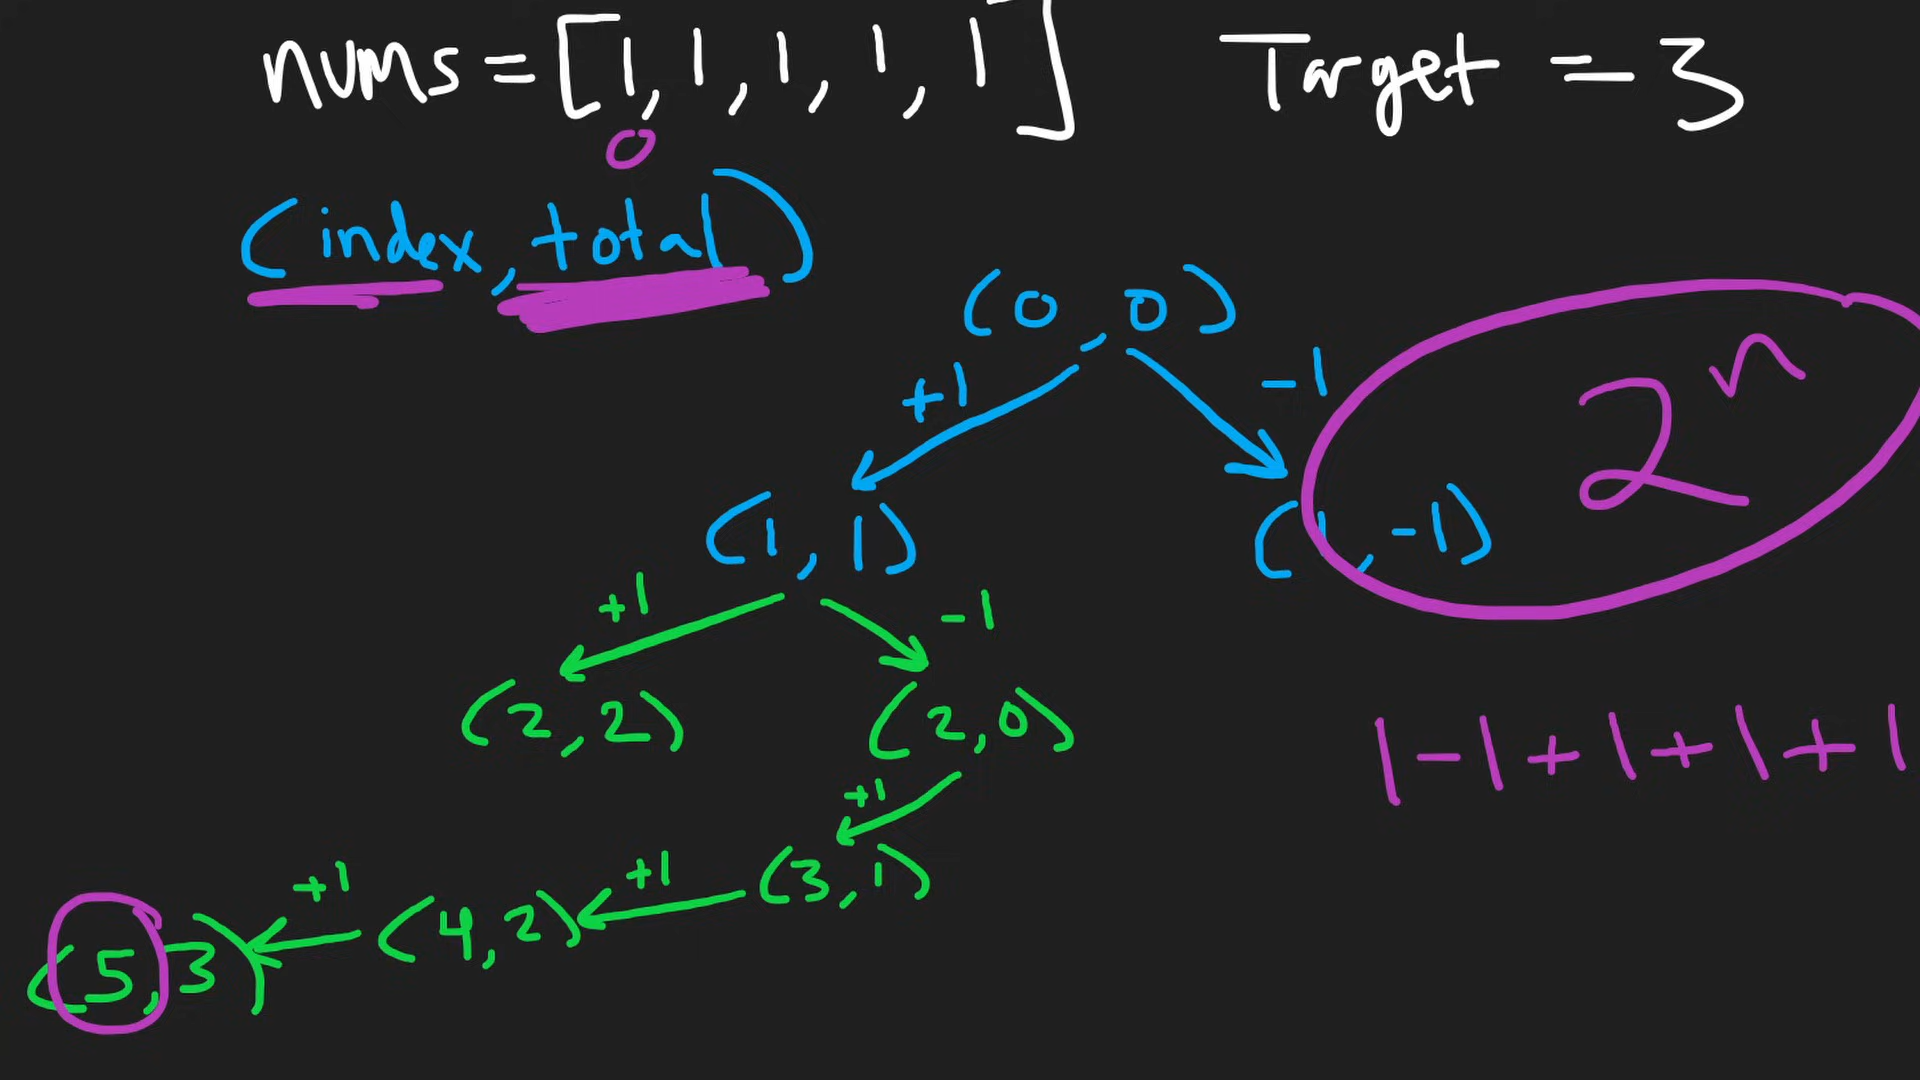 nums = [1, 1, 1, 1, 1] Target = 3
0
(index, total)
(0, 0)
+1 -1
2^n
(1, 1) (1, -1)
+1 -1
(2, 2) (2, 0)
1 - 1 + 1 + 1 + 1
+1
+1 +1 (3, 1)
(5, 3) (4, 2)